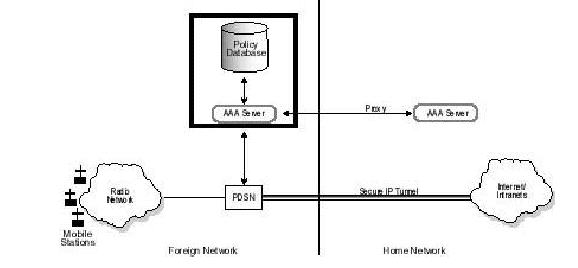 Policy
Database
AAA Server
Proxy
AAA Server
Radio
Network
PDSN
Secure IP Tunnel
Internet/
Intranets
Mobile
Stations
Foreign Network
Home Network